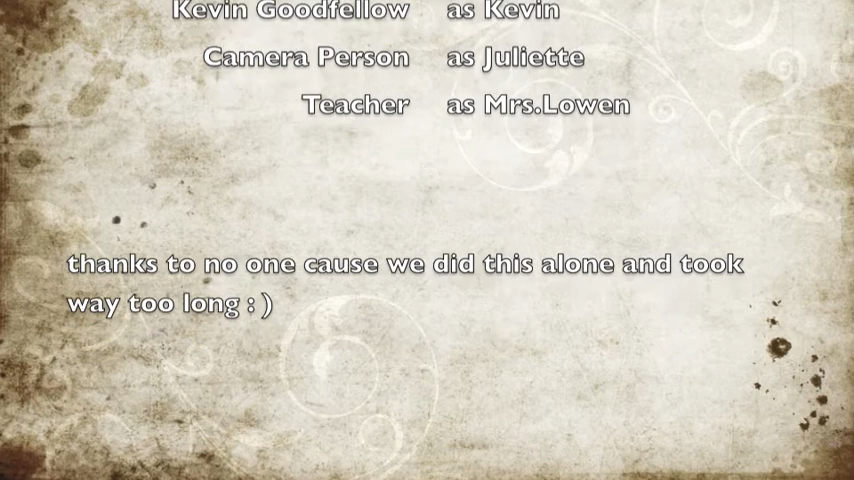 Kevin Goodfellow as Kevin
Camera Person as Juliette
Teacher as Mrs.Lowen
thanks to no one cause we did this alone and took
way too long : )